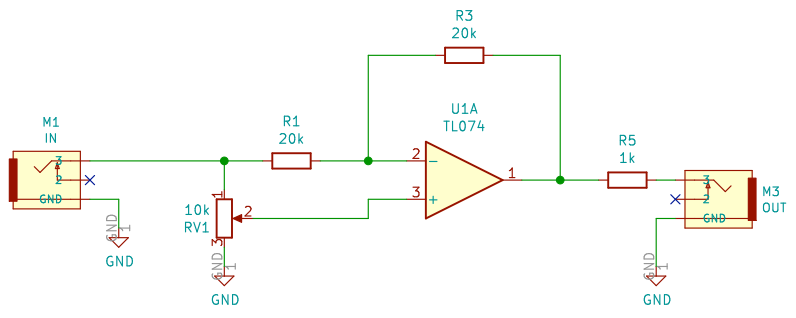 R3
20k
U1A
TL074
M1
IN
R1
20k
R5
1k
3
2
GND
2
3
1
3
2
GND
M3
OUT
10k
RV1
1
2
3
GND
1
GND
GND
1
GND
GND
1
GND